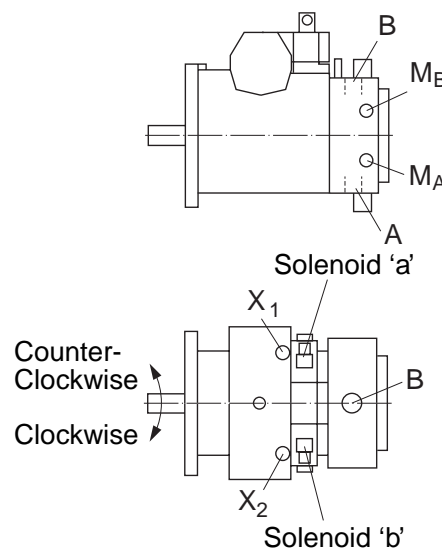 B
M_B
M_A
A
Solenoid ‘a’
X_1
Counter-
Clockwise
B
Clockwise
X_2
Solenoid ‘b’